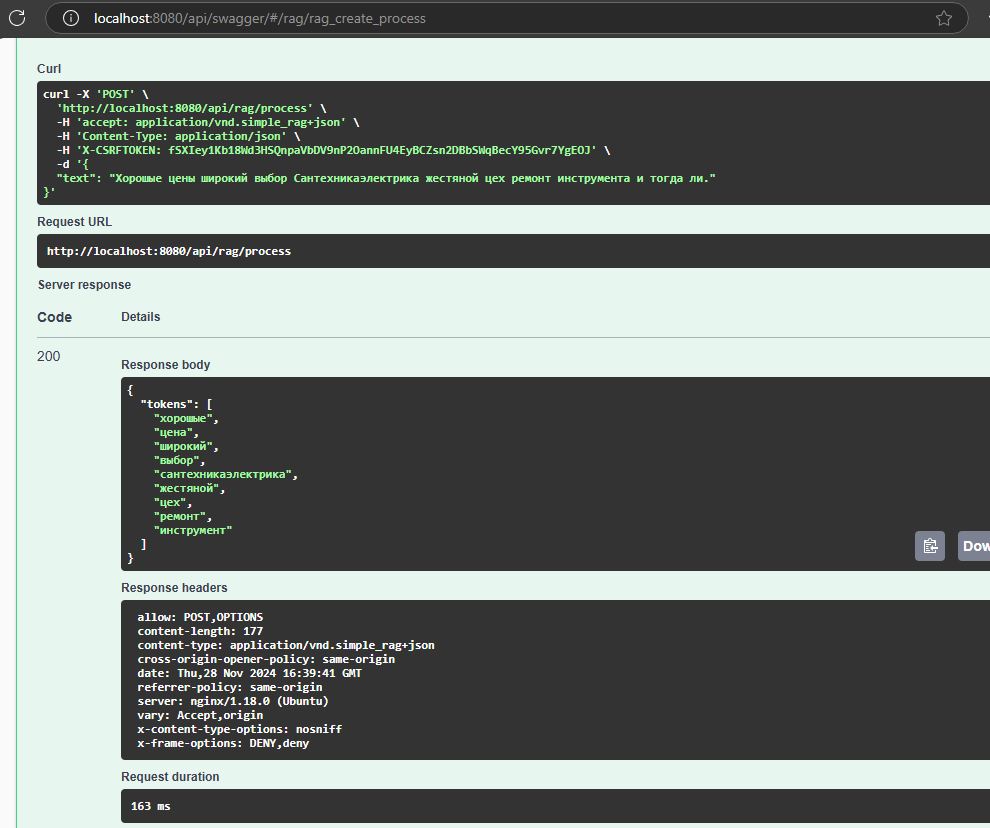 localhost:8080/api/swagger/#/rag/rag_create_process
Curl
curl -X 'POST' \
'http://localhost:8080/api/rag/process' \
-H 'accept: application/vnd.simple_rag+json' \
-H 'Content-Type: application/json' \
-H 'X-CSRFTOKEN: fSXIey1Kb18Wd3HSQnpaVbDV9nP2OannFU4EyBCZsn2DBbSWqBecY95Gvr7YgEOJ' \
-d '{
"text": "Хорошые цены широкий выбор Сантехникаэлектрика жестяной цех ремонт инструмента и тогда ли."
}'
Request URL
http://localhost:8080/api/rag/process
Server response
Code Details
200
Response body
{
"tokens": [
"хорошые",
"цена",
"широкий",
"выбор",
"сантехникаэлектрика",
"жестяной",
"цех",
"ремонт",
"инструмент"
]
}
Dow
Response headers
allow: POST,OPTIONS
content-length: 177
content-type: application/vnd.simple_rag+json
cross-origin-opener-policy: same-origin
date: Thu,28 Nov 2024 16:39:41 GMT
referrer-policy: same-origin
server: nginx/1.18.0 (Ubuntu)
vary: Accept,origin
x-content-type-options: nosniff
x-frame-options: DENY,deny
Request duration
163 ms